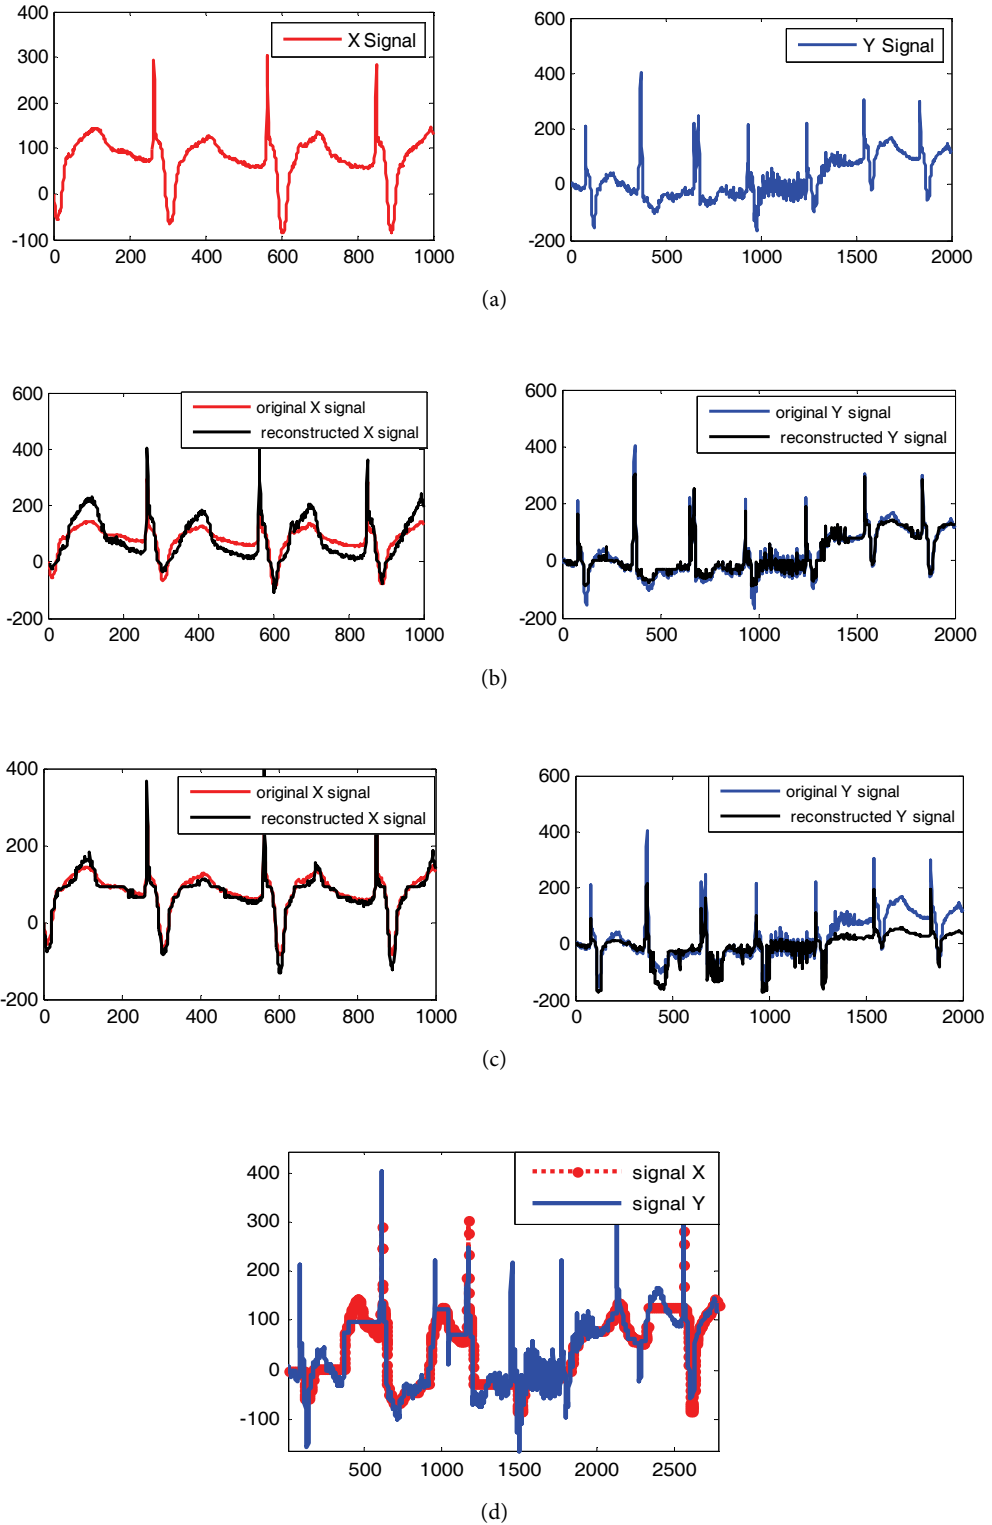 400
300
200
100
0
-100
0 200 400 600 800 1000
X Signal
600
400
200
0
-200
0 500 1000 1500 2000
Y Signal
(a)
600
400
200
0
-200
0 200 400 600 800 1000
original X signal
reconstructed X signal
600
400
200
0
-200
0 500 1000 1500 2000
original Y signal
reconstructed Y signal
(b)
400
200
0
-200
0 200 400 600 800 1000
original X signal
reconstructed X signal
600
400
200
0
-200
0 500 1000 1500 2000
original Y signal
reconstructed Y signal
(c)
400
300
200
100
0
-100
500 1000 1500 2000 2500
signal X
signal Y
(d)